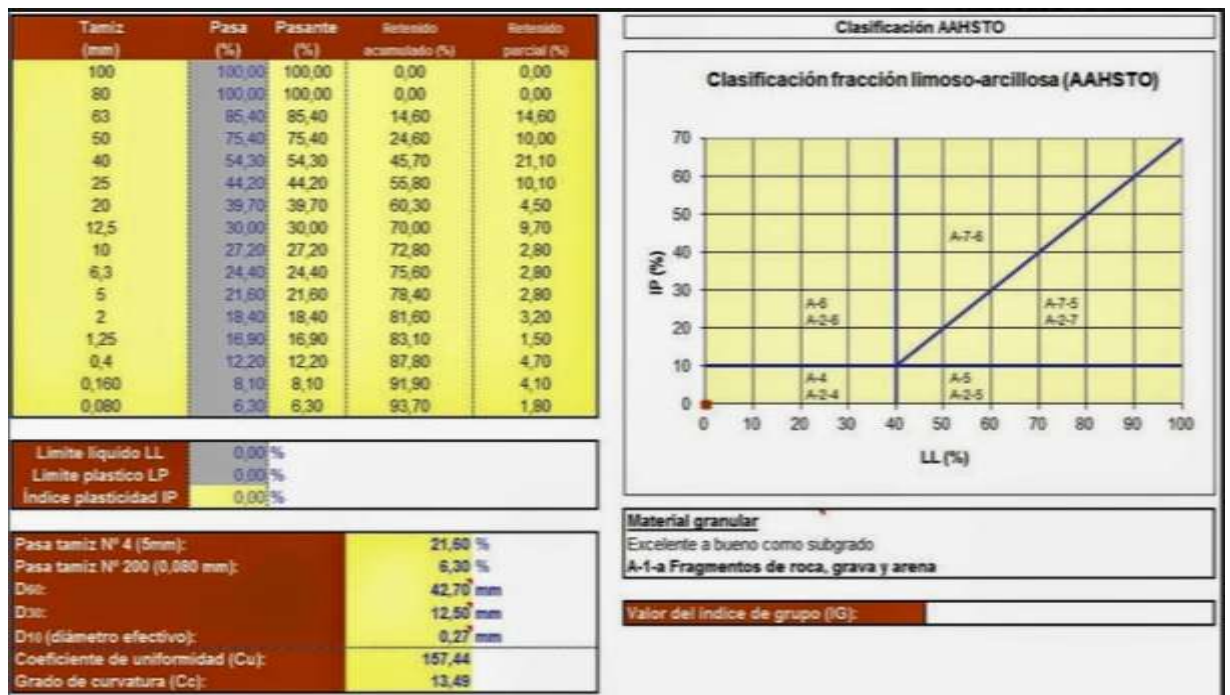 Tamiz Pasa Pasante Retenido Retenido
(mm) (%) (%) acumulado (%) parcial (%)
100 100,00 100,00 0,00 0,00
80 100,00 100,00 0,00 0,00
63 85,40 85,40 14,60 14,60
50 75,40 75,40 24,60 10,00
40 54,30 54,30 45,70 21,10
25 44,20 44,20 55,80 10,10
20 39,70 39,70 60,30 4,50
12,5 30,00 30,00 70,00 9,70
10 27,20 27,20 72,80 2,80
6,3 24,40 24,40 75,60 2,80
5 21,60 21,60 78,40 2,80
2 18,40 18,40 81,60 3,20
1,25 16,90 16,90 83,10 1,50
0,4 12,20 12,20 87,80 4,70
0,160 8,10 8,10 91,90 4,10
0,080 6,30 6,30 93,70 1,80
Limite liquido LL 0,00 %
Limite plastico LP 0,00 %
Índice plasticidad IP 0,00 %
Pasa tamiz Nº 4 (5mm): 21,60 %
Pasa tamiz Nº 200 (0,080 mm): 6,30 %
D60: 42,70 mm
D30: 12,50 mm
D10 (diámetro efectivo): 0,27 mm
Coeficiente de uniformidad (Cu): 157,44
Grado de curvatura (Cc): 13,49
Clasificación AAHSTO
Clasificación fracción limoso-arcillosa (AAHSTO)
70
60
50
40
30
20
10
0
IP (%)
A-7-6
A-6
A-2-6
A-7-5
A-2-7
A-4
A-2-4
A-5
A-2-5
0 10 20 30 40 50 60 70 80 90 100
LL (%)
Material granular
Excelente a bueno como subgrado
A-1-a Fragmentos de roca, grava y arena
Valor del índice de grupo (IG):